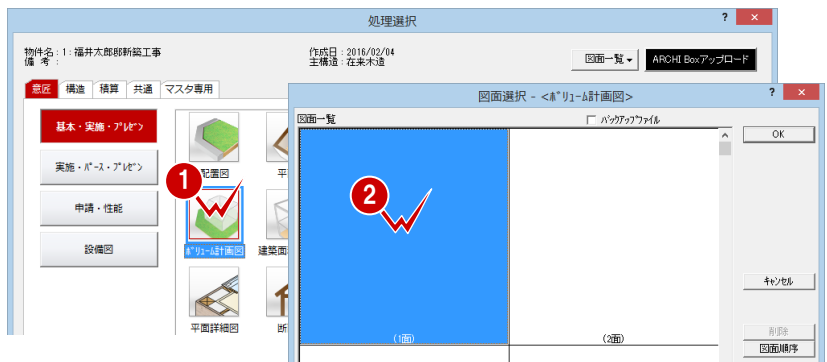 処理選択
? ×
物件名:1:福井太郎邸新築工事
備 考:
作成日:2016/02/04
主構造:在来木造
図面一覧
ARCHI Boxアップロード
意匠 構造 積算 共通 マスタ専用
基本・実施・プレゼン
実施・パース・プレゼン
申請・性能
設備図
配置図
平
1
ボリューム計画図
建築面
平面詳細図
断
図面選択 - <ボリューム計画図>
? ×
図面一覧
バックアップファイル
OK
2
キャンセル
削除
図面順序
(1面)
(2面)